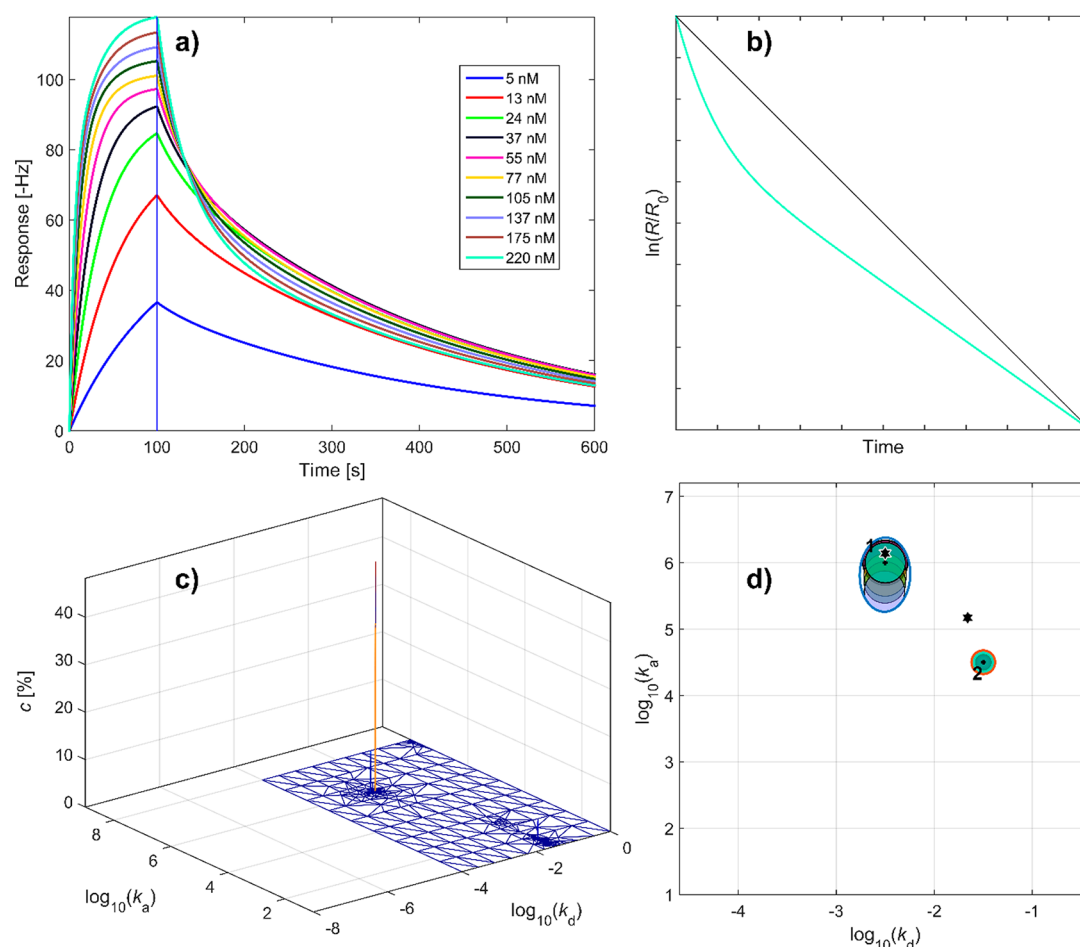 a)
Response [-Hz]
0
20
40
60
80
100
0
100
200
300
400
500
600
Time [s]
5 nM
13 nM
24 nM
37 nM
55 nM
77 nM
105 nM
137 nM
175 nM
220 nM
b)
ln(R/R0)
Time
c)
c [%]
0
10
20
30
40
8
6
4
2
log10(ka)
-8
-6
-4
-2
0
log10(kd)
d)
log10(ka)
7
6
5
4
3
2
1
-4
-3
-2
-1
log10(kd)
1
2